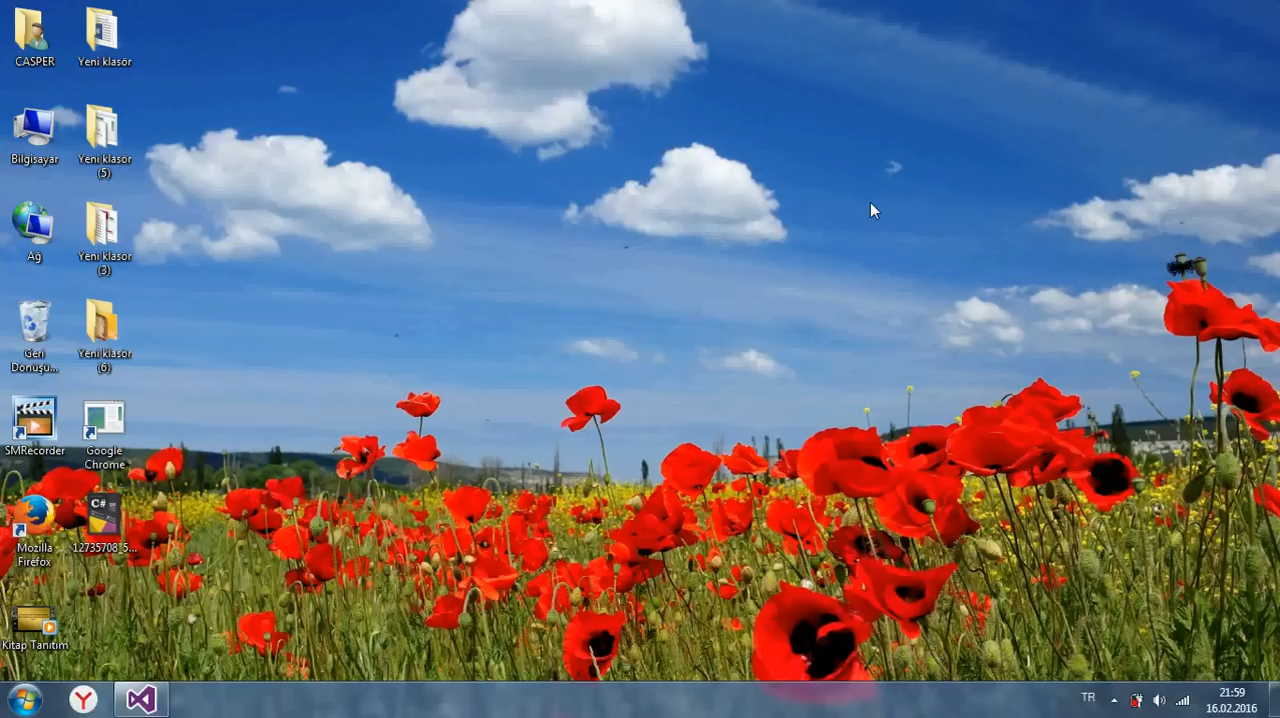 CASPER
Yeni klasör
Bilgisayar
Yeni klasör
(5)
Ağ
Yeni klasör
(3)
Geri
Dönüşü...
Yeni klasör
(6)
SMRecorder
Google
Chrome
Mozilla
Firefox
C#
12735708_5...
Kitap Tanıtım
TR
21:59
16.02.2016